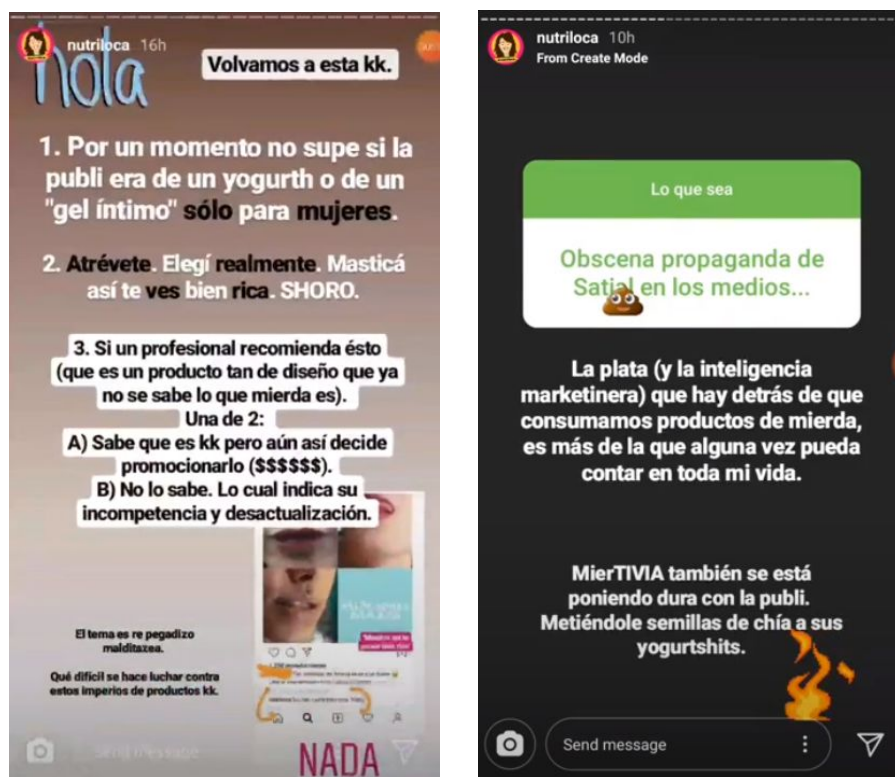 nutriloca 16h
hola
Volvamos a esta kk.
1. Por un momento no supe si la
publi era de un yogurth o de un
"gel íntimo" sólo para mujeres.
2. Atrévete. Elegí realmente. Masticá
así te ves bien rica. SHORO.
3. Si un profesional recomienda ésto
(que es un producto tan de diseño que ya
no se sabe lo que mierda es).
Una de 2:
A) Sabe que es kk pero aún así decide
promocionarlo ($$$$$$).
B) No lo sabe. Lo cual indica su
incompetencia y desactualización.
El tema es re pegadizo
malditaxea.
Qué difícil se hace luchar contra
estos imperios de productos kk.
Send message
NADA
nutriloca 10h
From Create Mode
Lo que sea
Obscena propaganda de
Satial en los medios...
La plata (y la inteligencia
marketinera) que hay detrás de que
consumamos productos de mierda,
es más de la que alguna vez pueda
contar en toda mi vida.
MierTIVIA también se está
poniendo dura con la publi.
Metiéndole semillas de chía a sus
yogurtshits.
Send message